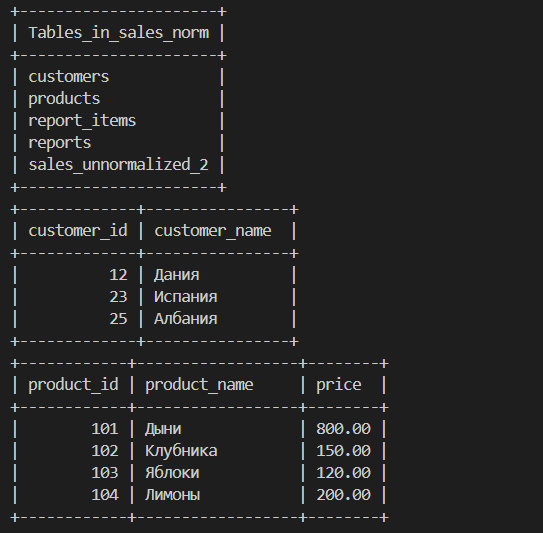 +----------------------+
| Tables_in_sales_norm |
+----------------------+
| customers            |
| products             |
| report_items         |
| reports              |
| sales_unnormalized_2 |
+----------------------+
+-------------+----------------+
| customer_id | customer_name  |
+-------------+----------------+
|          12 | Дания          |
|          23 | Испания        |
|          25 | Албания        |
+-------------+----------------+
+------------+------------------+--------+
| product_id | product_name     | price  |
+------------+------------------+--------+
|        101 | Дыни             | 800.00 |
|        102 | Клубника         | 150.00 |
|        103 | Яблоки           | 120.00 |
|        104 | Лимоны           | 200.00 |
+------------+------------------+--------+